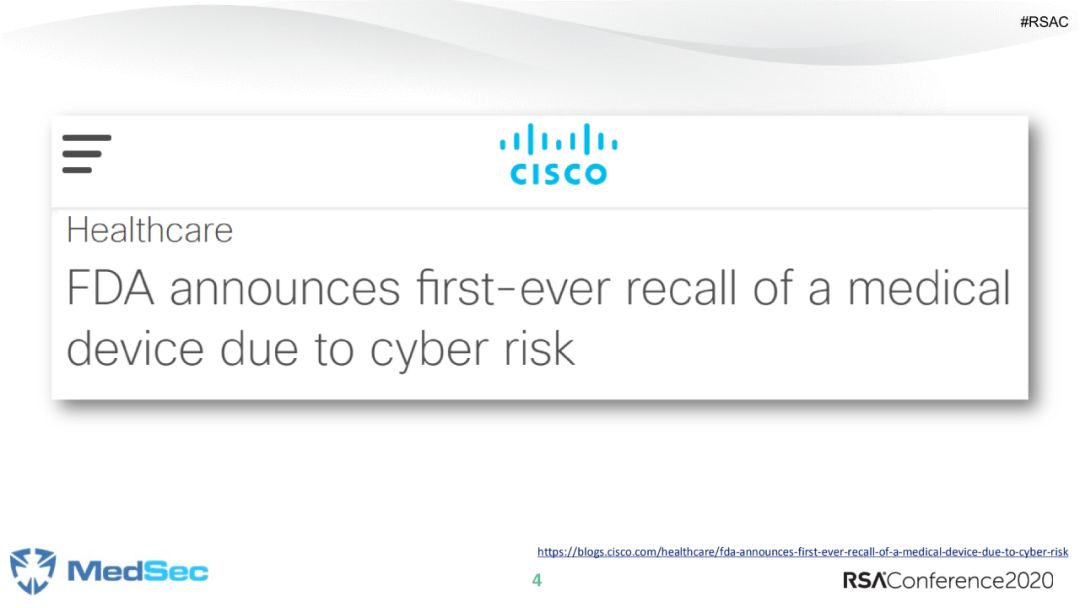 #RSAC
CISCO
Healthcare
FDA announces first-ever recall of a medical
device due to cyber risk
https://blogs.cisco.com/healthcare/fda-announces-first-ever-recall-of-a-medical-device-due-to-cyber-risk
MedSec
4
RSAConference2020